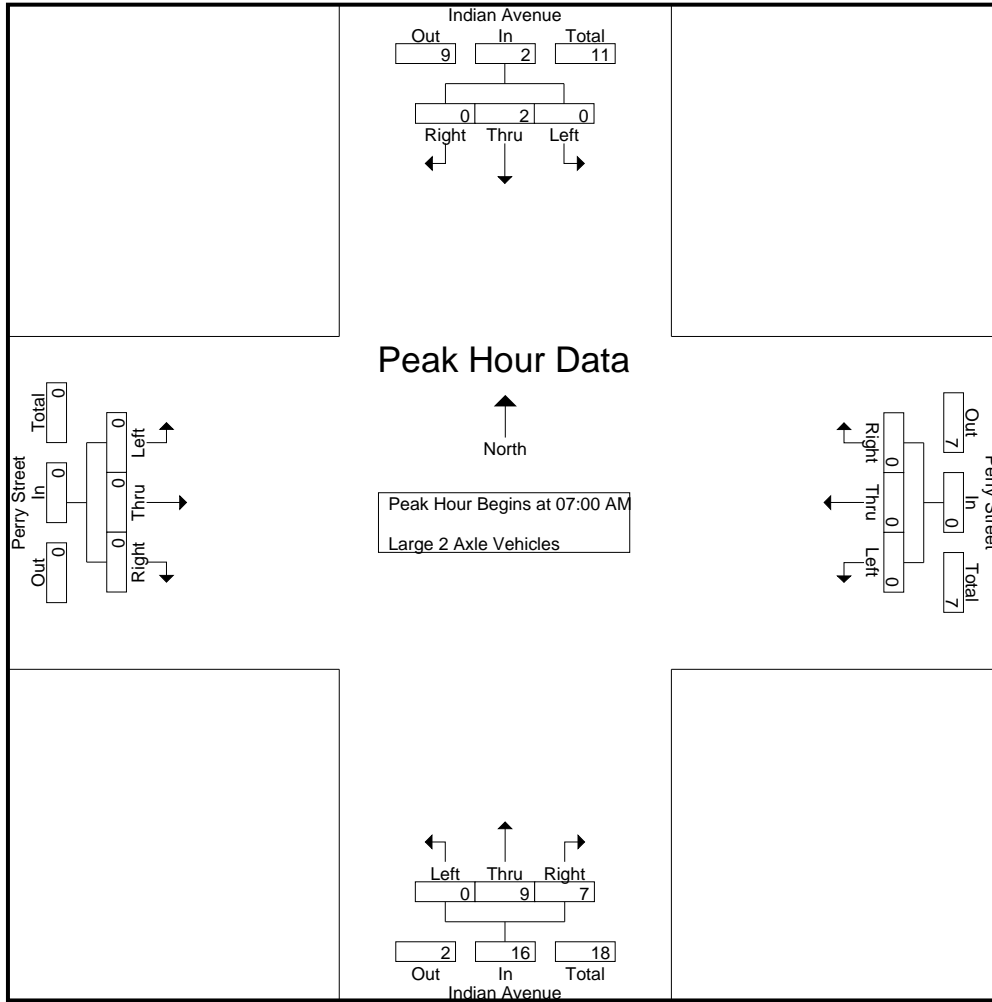 Indian Avenue
Out In Total
9 2 11
0 2 0
Right Thru Left
Peak Hour Data
North
Peak Hour Begins at 07:00 AM
Large 2 Axle Vehicles
Perry Street
Total In Out
0 0 0
0 0 0
Left Thru Right
Right Thru Left
0 0 0
7 0 7
Out In Total
Perry Street
Left Thru Right
0 9 7
2 16 18
Out In Total
Indian Avenue